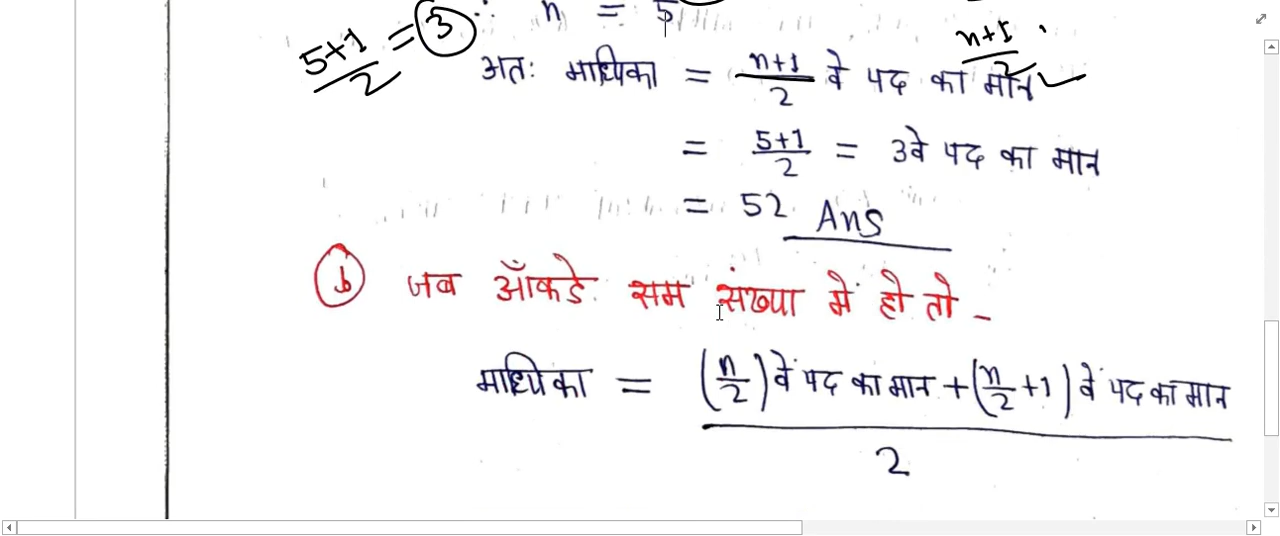 ∴ n = 5
5+1/2 = 3
n+1/2
अतः माध्यिका = n+1/2 वे पद का मान
= 5+1/2 = 3वे पद का मान
= 52 Ans
b जब आँकडे सम संख्या में हो तो -
माध्यिका = (n/2) वें पद का मान + (n/2 + 1) वें पद का मान
2